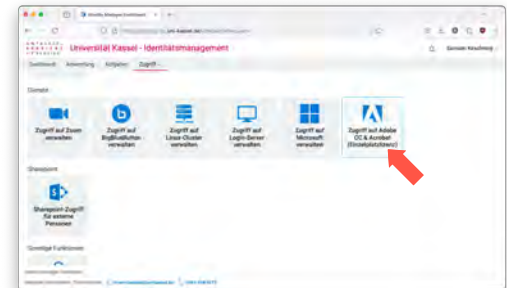 Universität Kassel - Identitätsmanagement
Dashboard Anwendung Aufgaben Zugriff
Dienste
Zugriff auf Zoom verwalten
Zugriff auf BigBlueButton verwalten
Zugriff auf Linux-Cluster verwalten
Zugriff auf Login-Server verwalten
Zugriff auf Microsoft verwalten
Zugriff auf Adobe CC & Acrobat (Einzelplatzlizenz)
Sharepoint
Sharepoint-Zugriff für externe Personen
Sonstige Funktionen